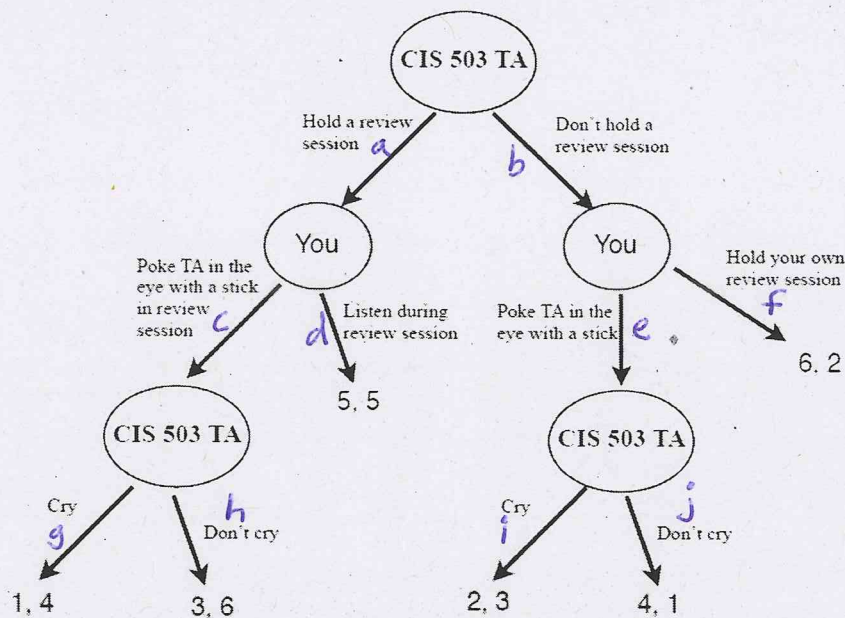 CIS 503 TA
Hold a review
session
a
Don't hold a
review session
b
You
You
Poke TA in the
eye with a stick
in review
session
c
d
Listen during
review session
Poke TA in the
eye with a stick
e
Hold your own
review session
f
5, 5
6, 2
CIS 503 TA
CIS 503 TA
Cry
g
h
Don't cry
Cry
i
j
Don't cry
1, 4
3, 6
2, 3
4, 1